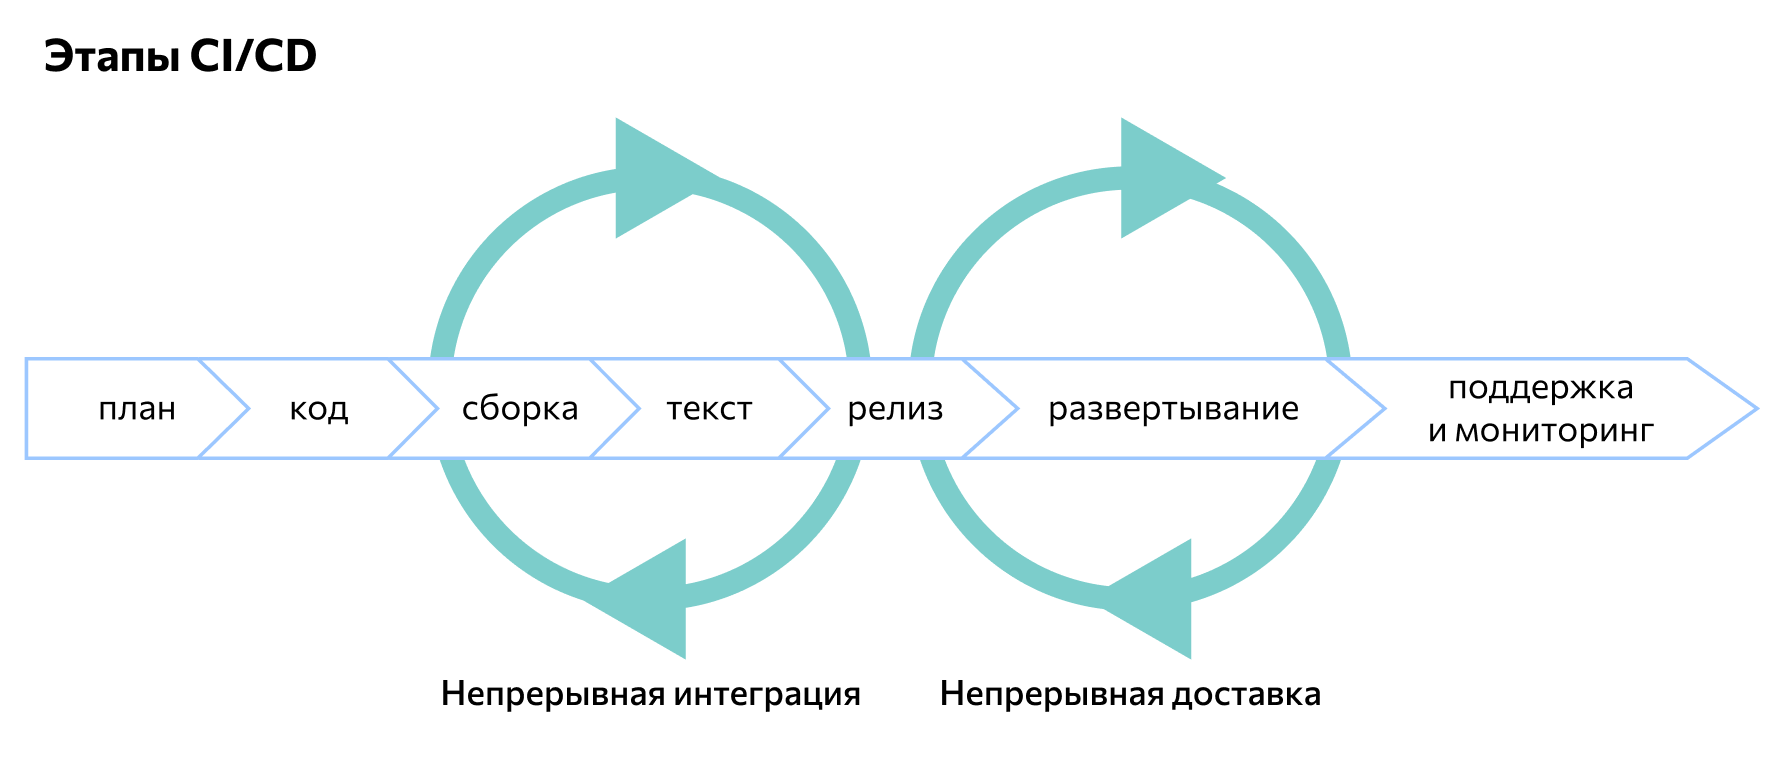 Этапы CI/CD
план
код
сборка
текст
релиз
развертывание
поддержка
и мониторинг
Непрерывная интеграция
Непрерывная доставка